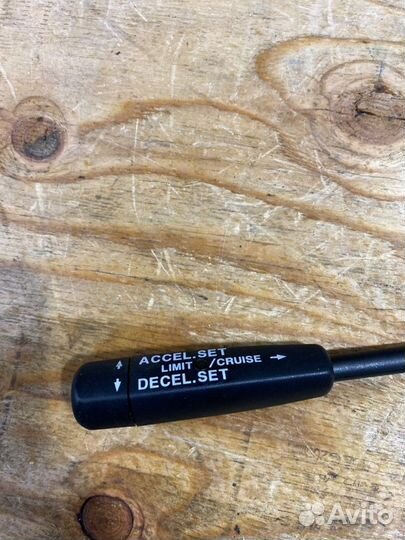 ACCEL.SET
LIMIT /CRUISE →
DECEL.SET
Avito